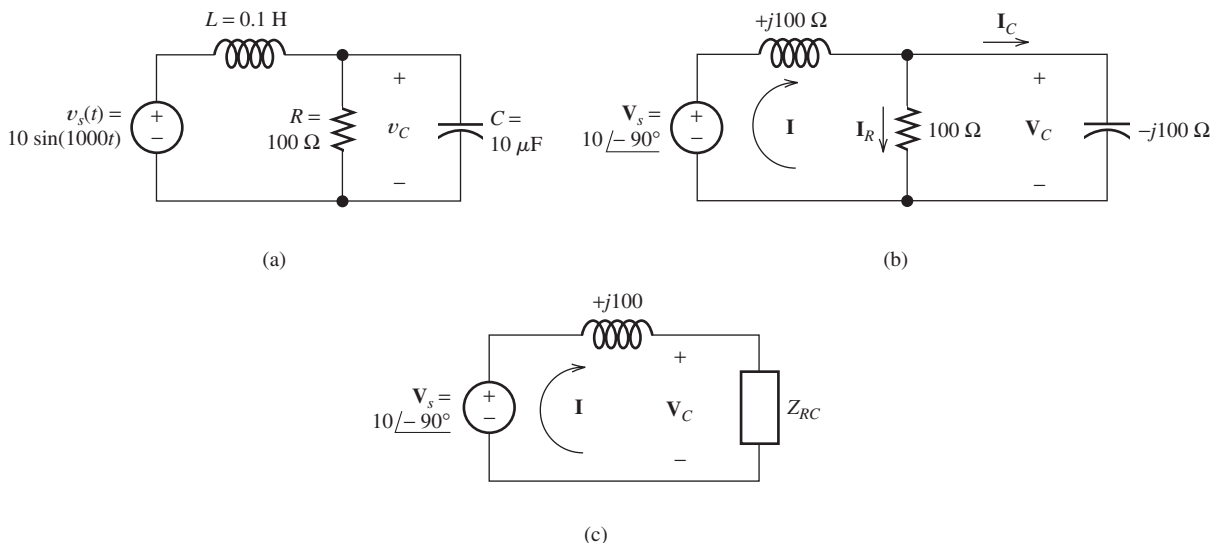 L = 0.1 H
v_s(t) =
10 sin(1000t)
+
−
R =
100 Ω
+
v_C
−
C =
10 μF
(a)
+j100 Ω
I_C
V_s =
10/− 90°
+
−
I
I_R
100 Ω
+
V_C
−
−j100 Ω
(b)
+j100
V_s =
10/− 90°
+
−
I
+
V_C
−
Z_RC
(c)